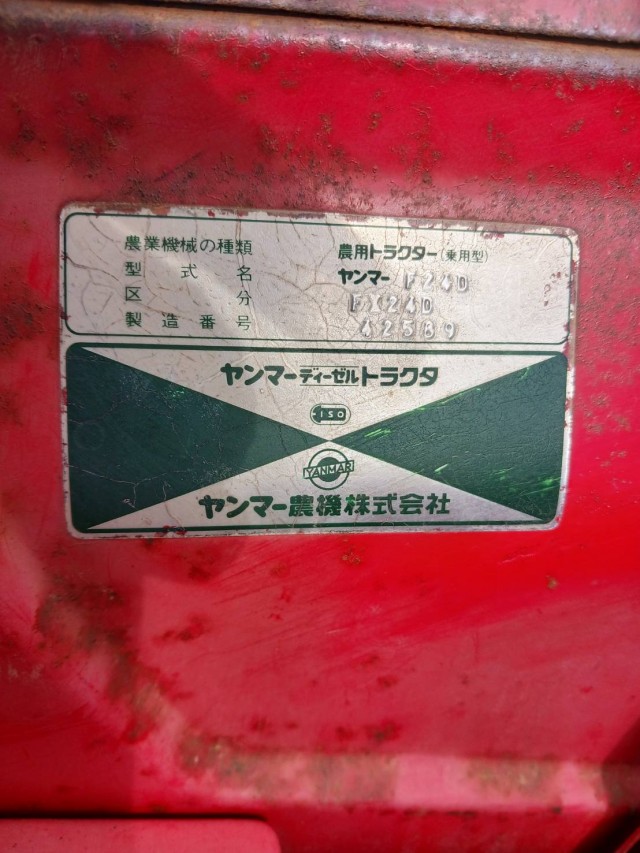 農業機械の種類 農用トラクター(乗用型)
型式名 ヤンマー F24D
区分 FX24D
製造番号 42589
ヤンマーディーゼルトラクタ
ISO
YANMAR
ヤンマー農機株式会社